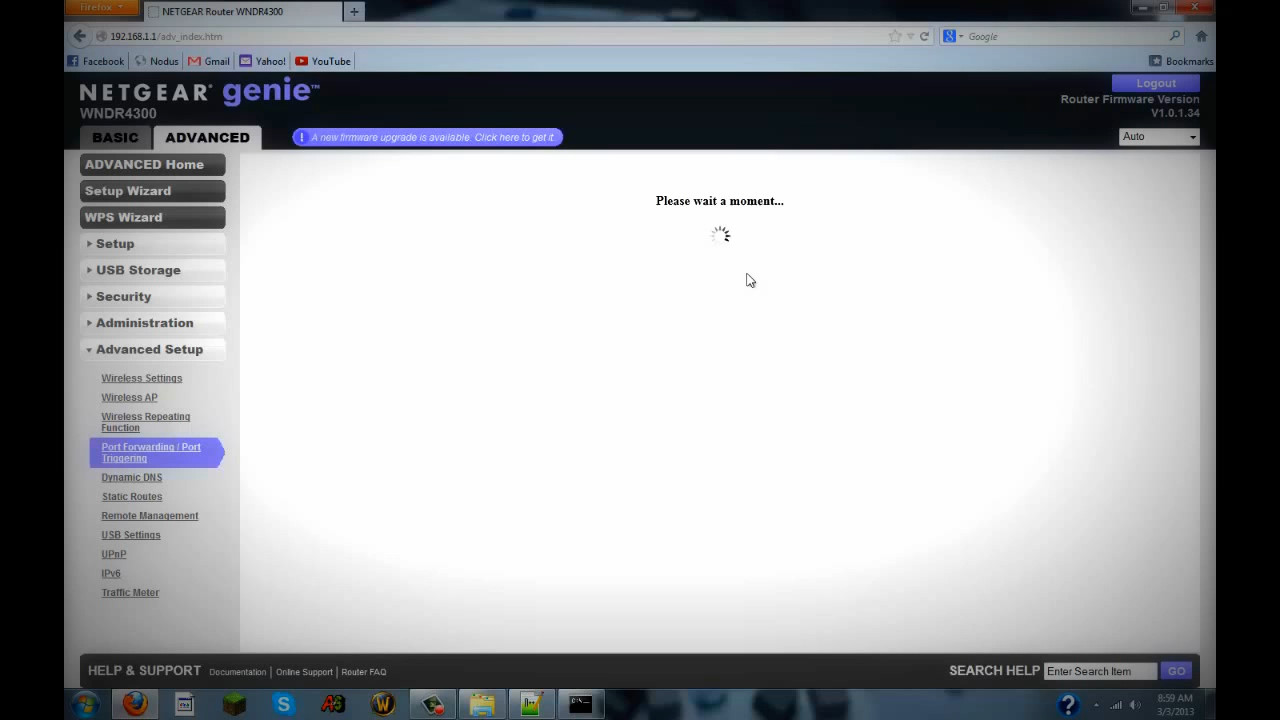 Firefox
NETGEAR Router WNDR4300
192.168.1.1/adv_index.htm
Google
Facebook
Nodus
Gmail
Yahoo!
YouTube
Bookmarks
NETGEAR® genie™
WNDR4300
Logout
Router Firmware Version
V1.0.1.34
BASIC
ADVANCED
A new firmware upgrade is available. Click here to get it.
Auto
ADVANCED Home
Setup Wizard
WPS Wizard
Setup
USB Storage
Security
Administration
Advanced Setup
Wireless Settings
Wireless AP
Wireless Repeating
Function
Port Forwarding / Port
Triggering
Dynamic DNS
Static Routes
Remote Management
USB Settings
UPnP
IPv6
Traffic Meter
Please wait a moment...
HELP & SUPPORT Documentation | Online Support | Router FAQ
SEARCH HELP Enter Search Item GO
8:59 AM
3/3/2013